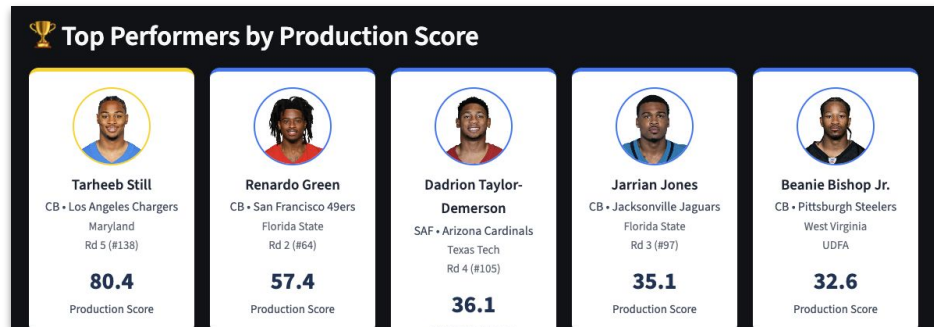 🏆 Top Performers by Production Score
Tarheeb Still
CB • Los Angeles Chargers
Maryland
Rd 5 (#138)
80.4
Production Score
Renardo Green
CB • San Francisco 49ers
Florida State
Rd 2 (#64)
57.4
Production Score
Dadrion Taylor-
Demerson
SAF • Arizona Cardinals
Texas Tech
Rd 4 (#105)
36.1
Jarrian Jones
CB • Jacksonville Jaguars
Florida State
Rd 3 (#97)
35.1
Production Score
Beanie Bishop Jr.
CB • Pittsburgh Steelers
West Virginia
UDFA
32.6
Production Score